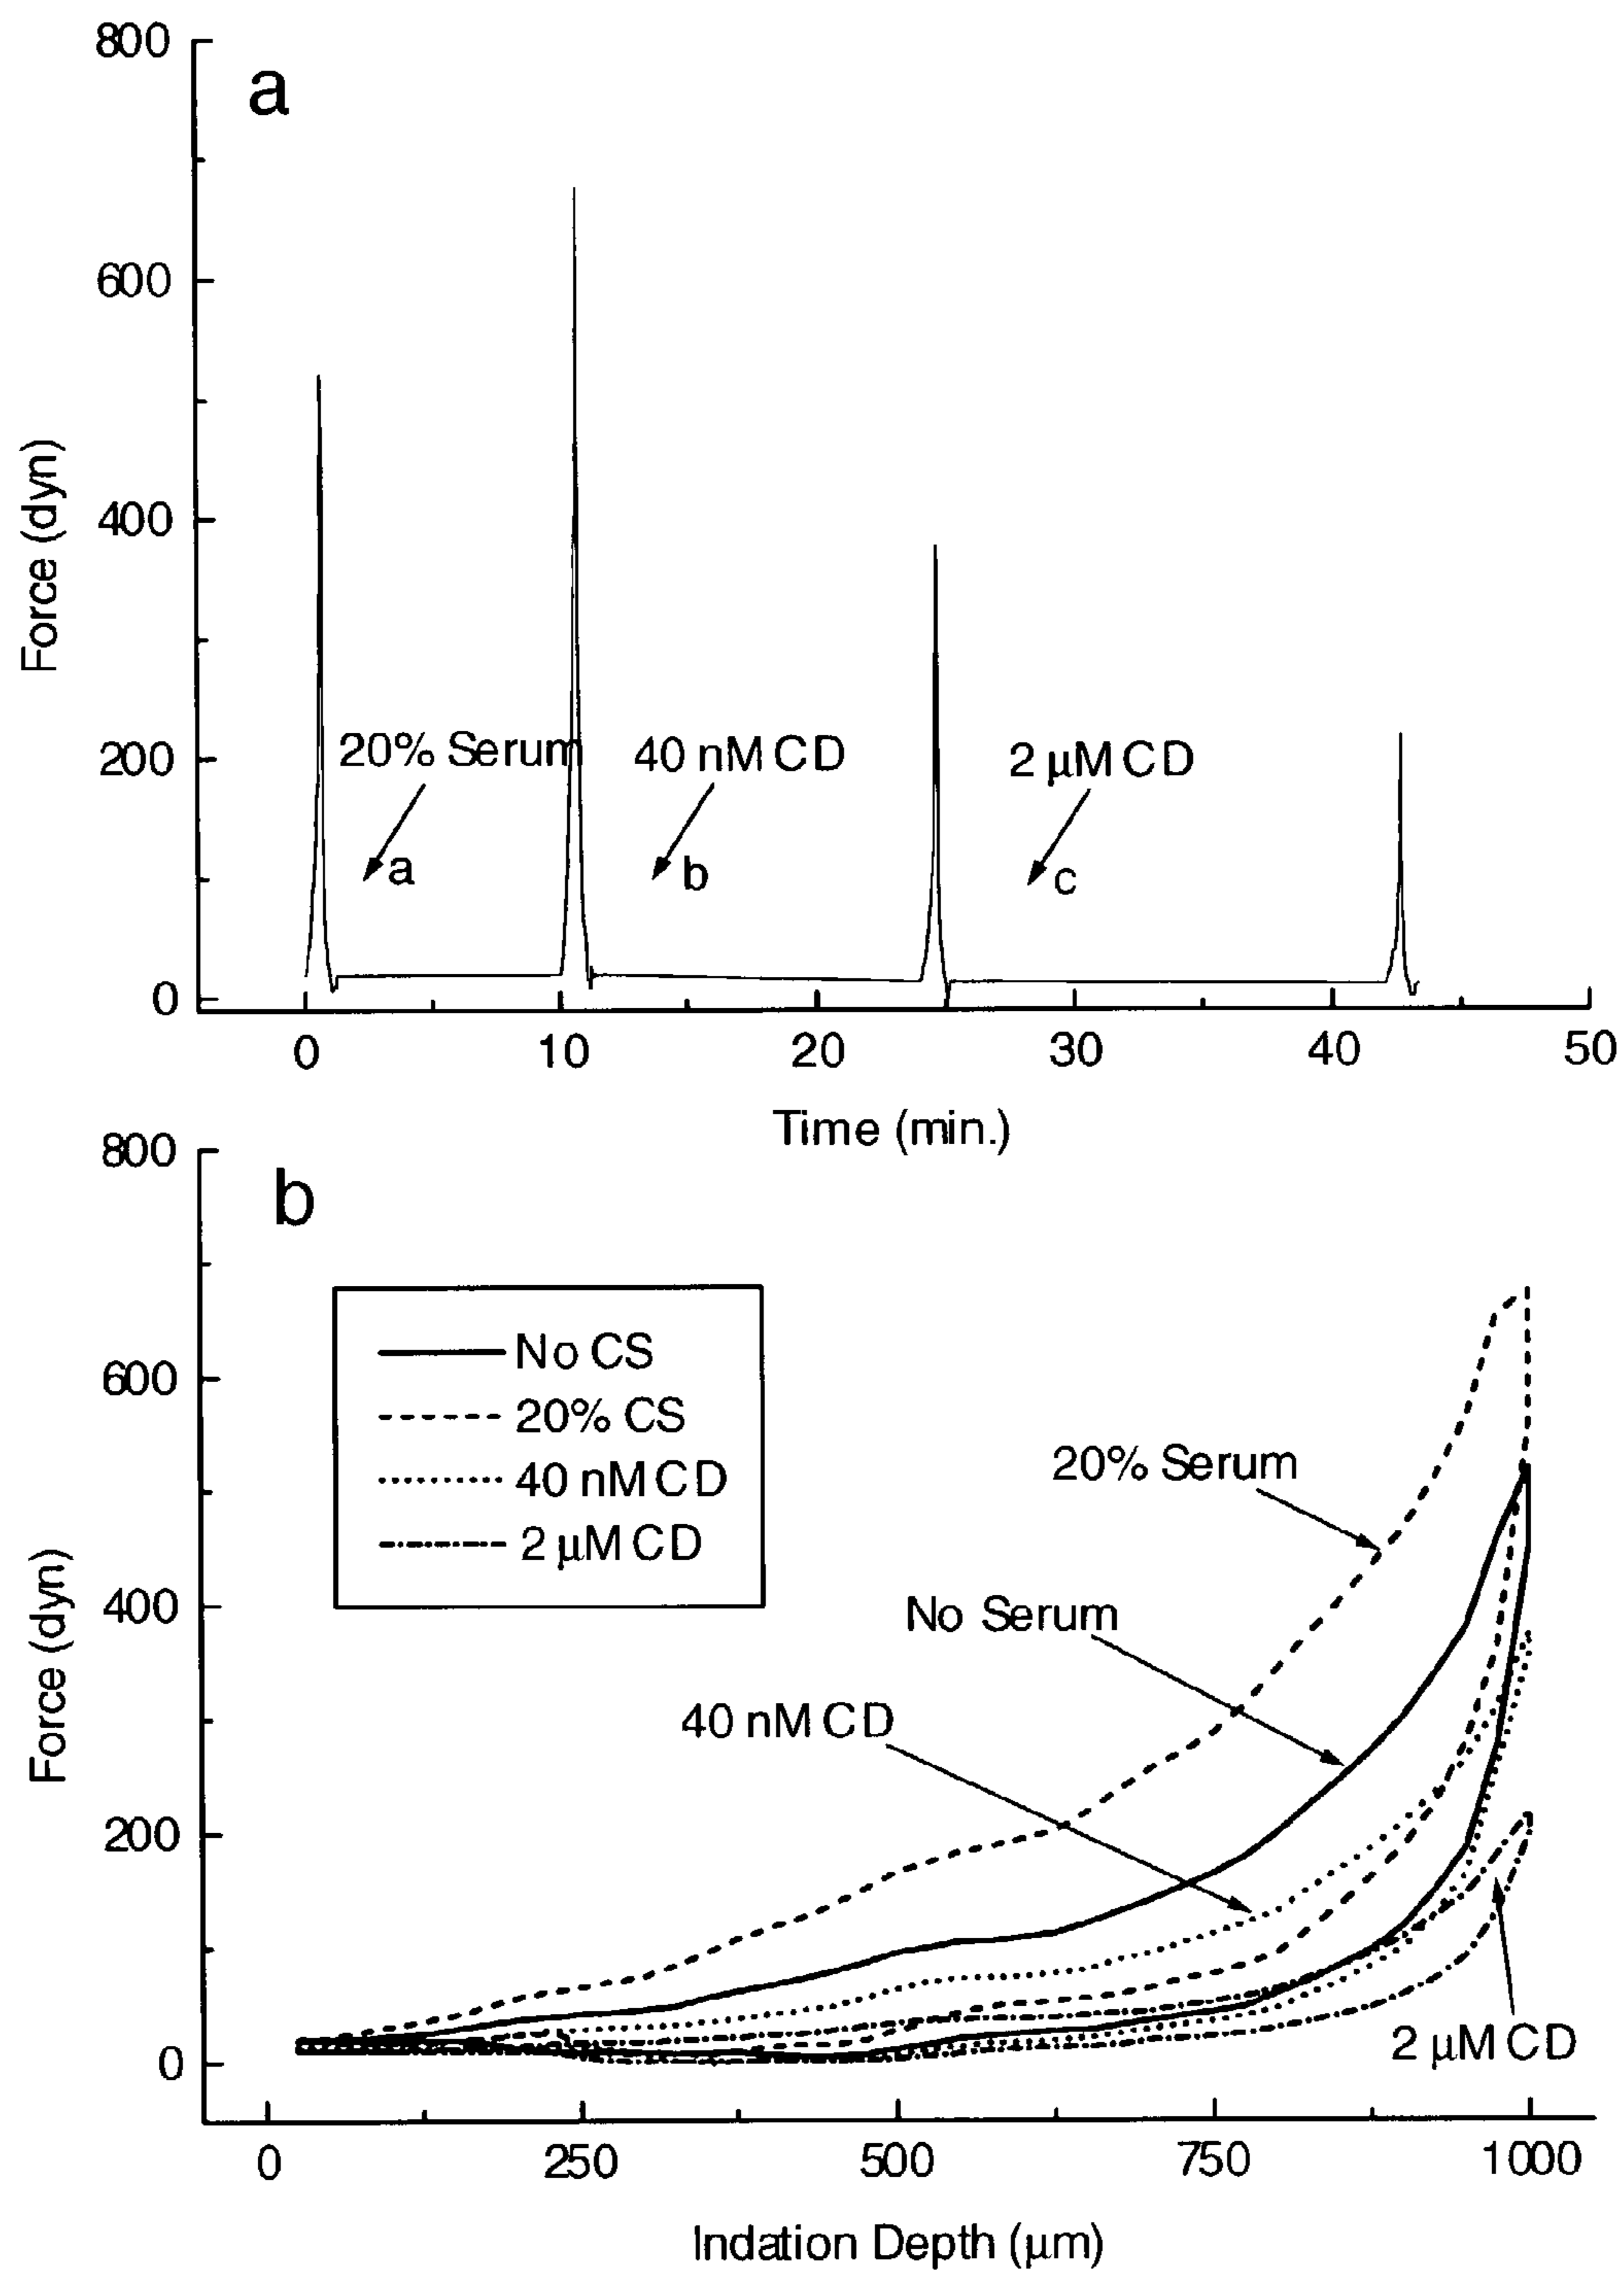 800
a
600
400
200
0
Force (dyn)
20% Serum
a
40 nM CD
b
2 µM CD
c
0 10 20 30 40 50
Time (min.)
800
b
600
400
200
0
Force (dyn)
No CS
20% CS
40 nM CD
2 µM CD
20% Serum
No Serum
40 nM CD
2 µM CD
0 250 500 750 1000
Indation Depth (µm)